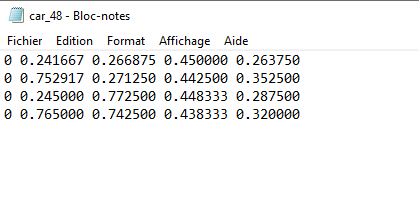 car_48 - Bloc-notes
Fichier Edition Format Affichage Aide
0 0.241667 0.266875 0.450000 0.263750
0 0.752917 0.271250 0.442500 0.352500
0 0.245000 0.772500 0.448333 0.287500
0 0.765000 0.742500 0.438333 0.320000